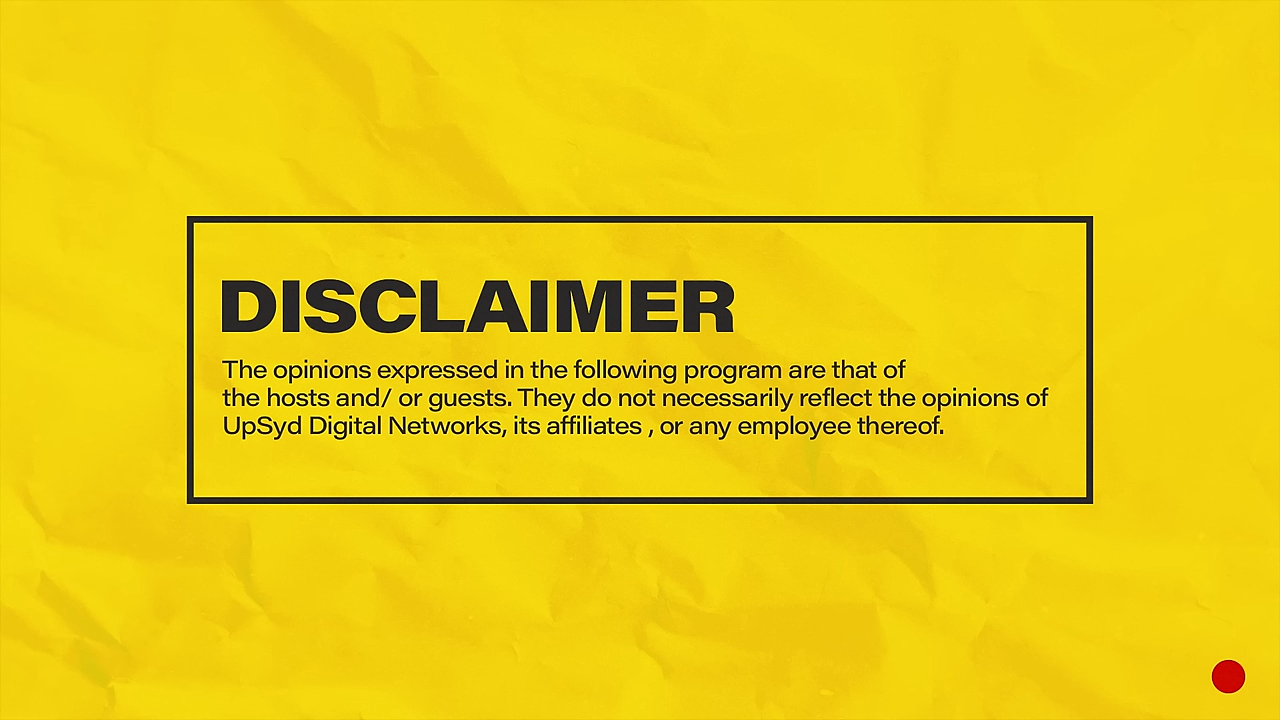 DISCLAIMER
The opinions expressed in the following program are that of
the hosts and/ or guests. They do not necessarily reflect the opinions of
UpSyd Digital Networks, its affiliates , or any employee thereof.